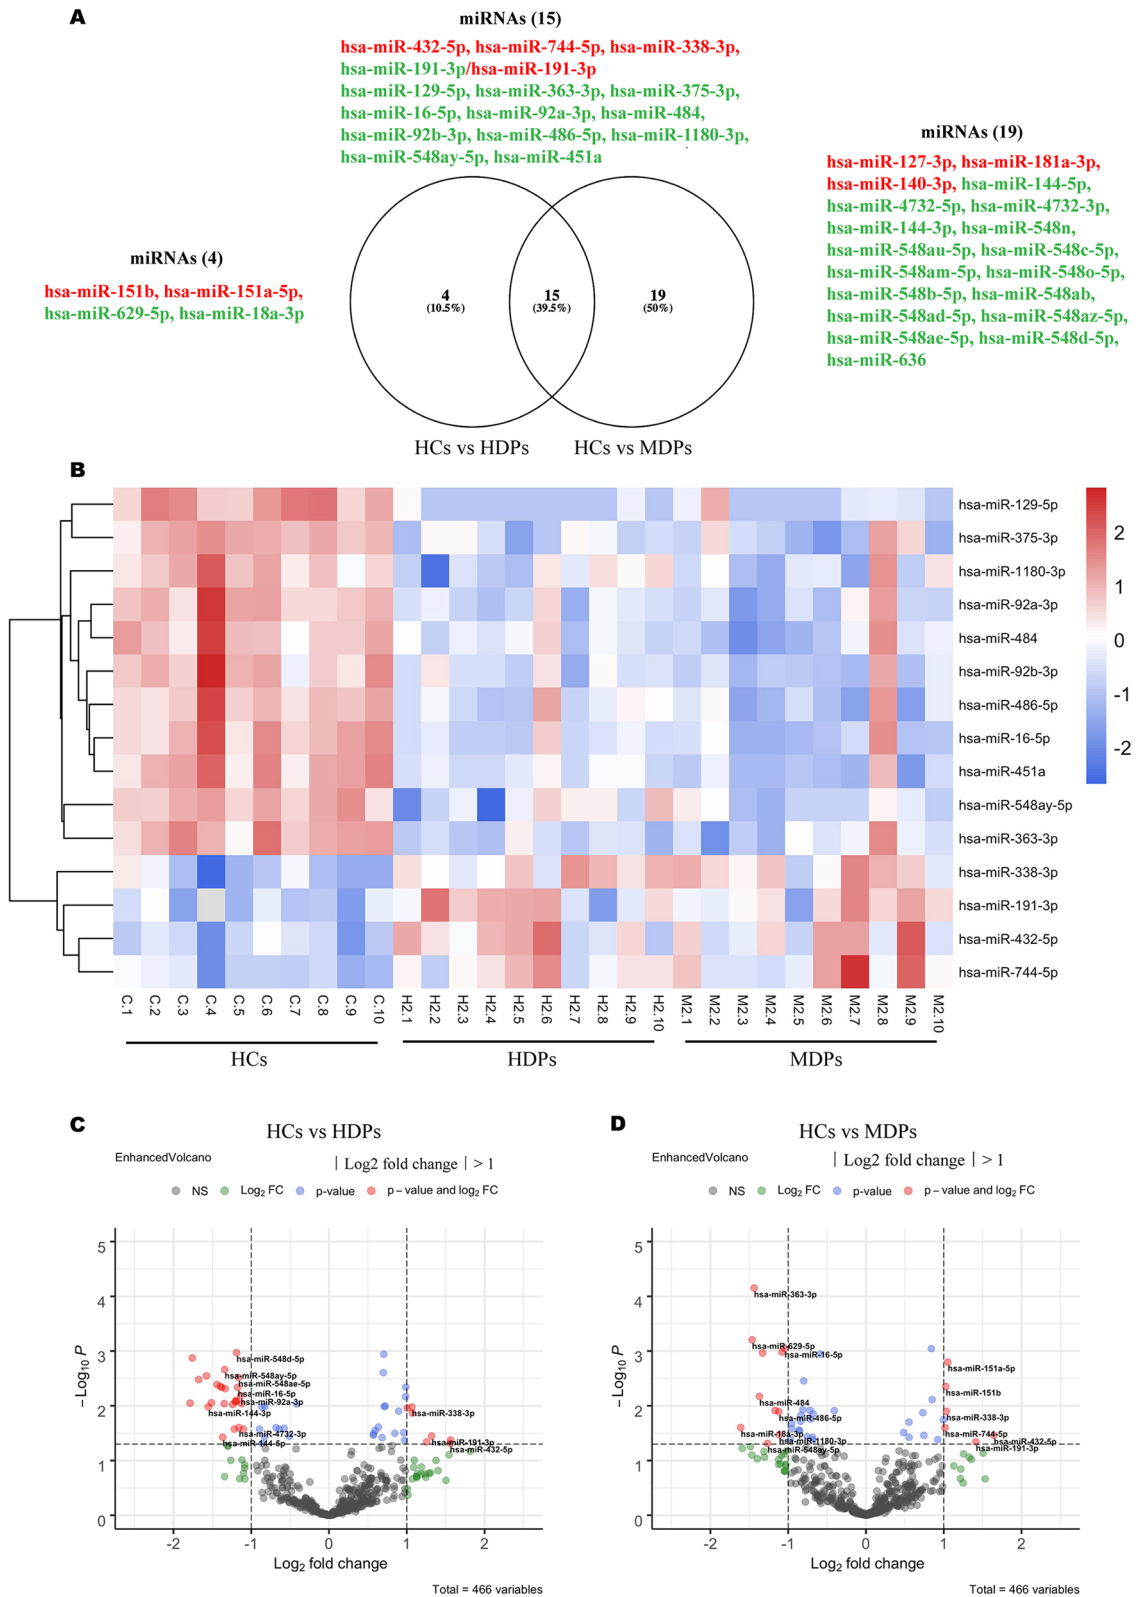 A
miRNAs (15)
hsa-miR-432-5p, hsa-miR-744-5p, hsa-miR-338-3p,
hsa-miR-191-3p/hsa-miR-191-3p
hsa-miR-129-5p, hsa-miR-363-3p, hsa-miR-375-3p,
hsa-miR-16-5p, hsa-miR-92a-3p, hsa-miR-484,
hsa-miR-92b-3p, hsa-miR-486-5p, hsa-miR-1180-3p,
hsa-miR-548ay-5p, hsa-miR-451a
miRNAs (19)
hsa-miR-127-3p, hsa-miR-181a-3p,
hsa-miR-140-3p, hsa-miR-144-5p,
hsa-miR-4732-5p, hsa-miR-4732-3p,
hsa-miR-144-3p, hsa-miR-548n,
hsa-miR-548au-5p, hsa-miR-548c-5p,
hsa-miR-548am-5p, hsa-miR-548o-5p,
hsa-miR-548b-5p, hsa-miR-548ab,
hsa-miR-548ad-5p, hsa-miR-548az-5p,
hsa-miR-548ae-5p, hsa-miR-548d-5p,
hsa-miR-636
miRNAs (4)
hsa-miR-151b, hsa-miR-151a-5p,
hsa-miR-629-5p, hsa-miR-18a-3p
4 15 19
(10.5%) (39.5%) (50%)
HCs vs HDPs HCs vs MDPs
B
hsa-miR-129-5p
hsa-miR-375-3p
hsa-miR-1180-3p
hsa-miR-92a-3p
hsa-miR-484
hsa-miR-92b-3p
hsa-miR-486-5p
hsa-miR-16-5p
hsa-miR-451a
hsa-miR-548ay-5p
hsa-miR-363-3p
hsa-miR-338-3p
hsa-miR-191-3p
hsa-miR-432-5p
hsa-miR-744-5p
2
1
0
-1
-2
C.1 C.2 C.3 C.4 C.5 C.6 C.7 C.8 C.9 C.10 H2.1 H2.2 H2.3 H2.4 H2.5 H2.6 H2.7 H2.8 H2.9 H2.10 M2.1 M2.2 M2.3 M2.4 M2.5 M2.6 M2.7 M2.8 M2.9 M2.10
HCs HDPs MDPs
C
HCs vs HDPs
EnhancedVolcano
| Log2 fold change | > 1
NS Log2 FC p-value p – value and log2 FC
5
4
3
2
1
0
– Log10 P
hsa-miR-548d-5p
hsa-miR-548ay-5p
hsa-miR-548ae-5p
hsa-miR-16-5p
hsa-miR-92a-3p
hsa-miR-144-3p
hsa-miR-338-3p
hsa-miR-4732-3p
hsa-miR-144-5p
hsa-miR-191-3p
hsa-miR-432-5p
-2 -1 0 1 2
Log2 fold change
Total = 466 variables
D
HCs vs MDPs
EnhancedVolcano
| Log2 fold change | > 1
NS Log2 FC p-value p – value and log2 FC
5
4
3
2
1
0
– Log10 P
hsa-miR-363-3p
hsa-miR-629-5p
hsa-miR-16-5p
hsa-miR-151a-5p
hsa-miR-151b
hsa-miR-484
hsa-miR-486-5p
hsa-miR-338-3p
hsa-miR-18a-3p
hsa-miR-744-5p
hsa-miR-1180-3p
hsa-miR-432-5p
hsa-miR-548ay-5p
hsa-miR-191-3p
-2 -1 0 1 2
Log2 fold change
Total = 466 variables